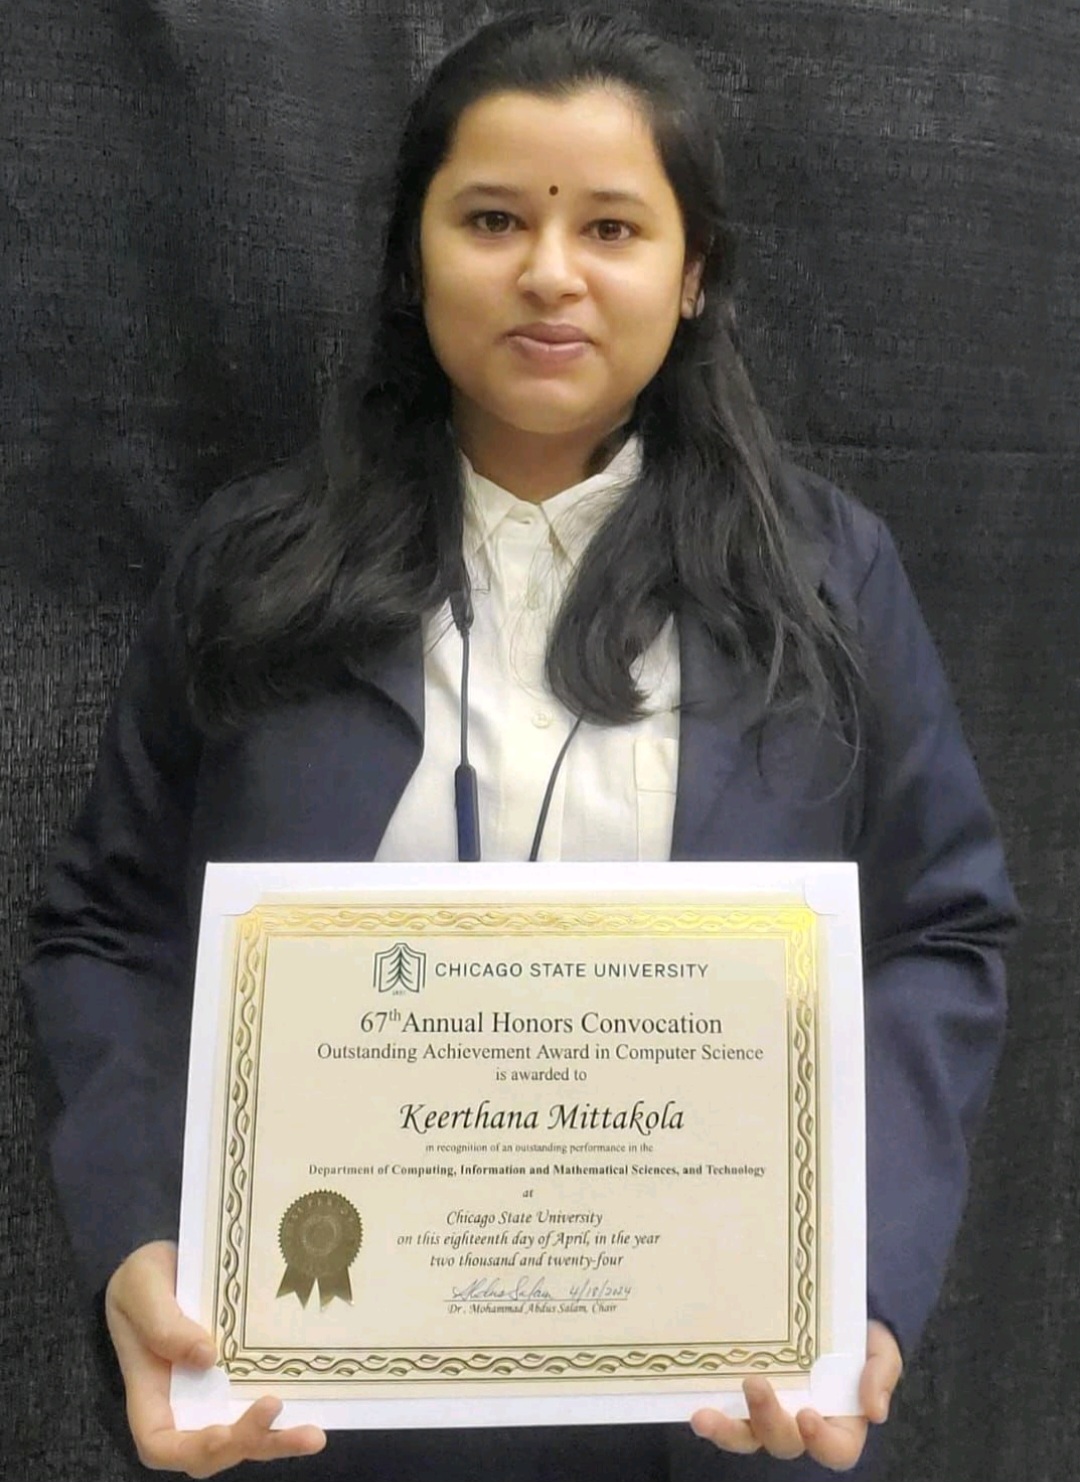 CHICAGO STATE UNIVERSITY
67th Annual Honors Convocation
Outstanding Achievement Award in Computer Science
is awarded to
Keerthana Mittakola
in recognition of an outstanding performance in the
Department of Computing, Information and Mathematical Sciences, and Technology
at
Chicago State University
on this eighteenth day of April, in the year
two thousand and twenty-four
4/18/2024
Dr. Mohammad Abdus Salam, Chair